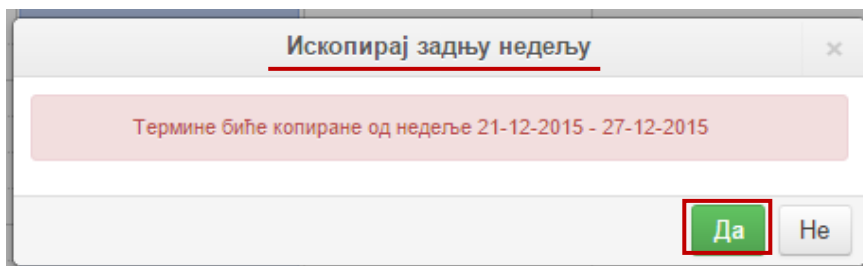 Ископирај задњу недељу
×
Термине биће копиране од недеље 21-12-2015 - 27-12-2015
Да
Не